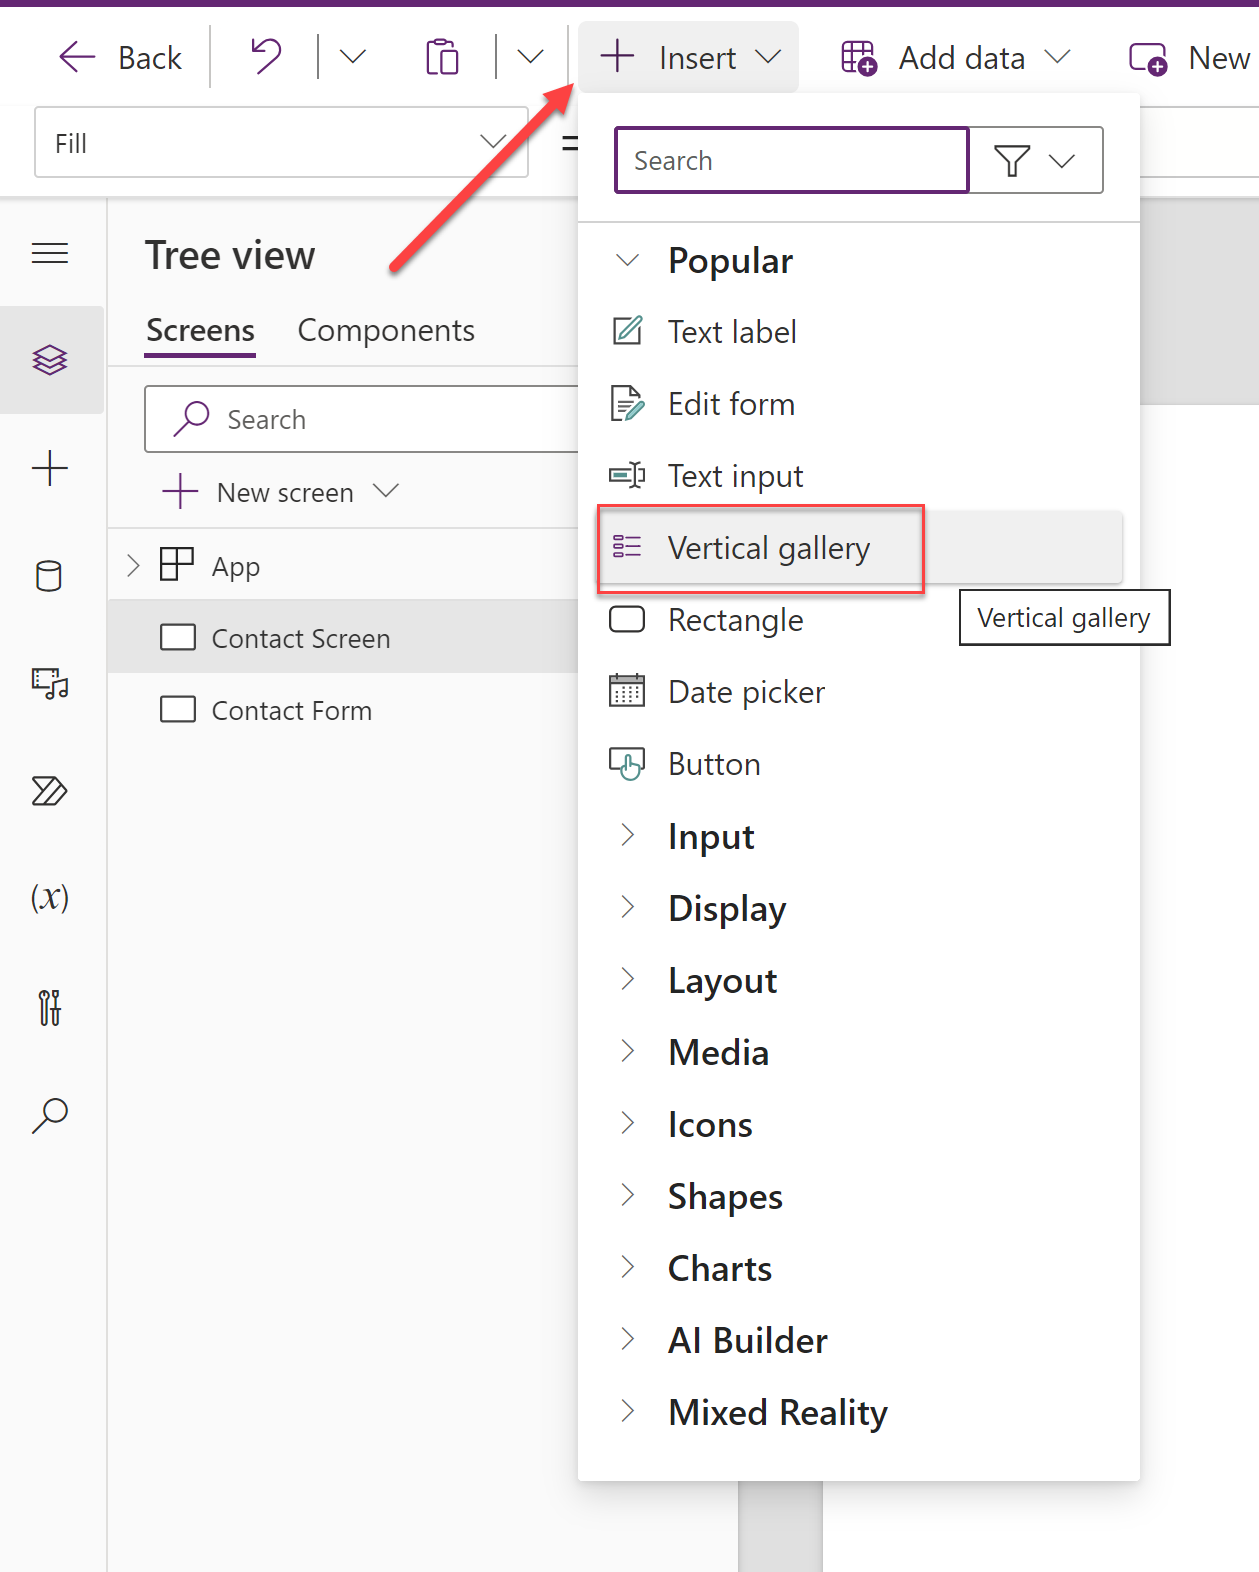 Back
Insert
Add data
New
Fill
=
Search
Tree view
Screens
Components
Search
New screen
App
Contact Screen
Contact Form
(x)
Popular
Text label
Edit form
Text input
Vertical gallery
Vertical gallery
Rectangle
Date picker
Button
Input
Display
Layout
Media
Icons
Shapes
Charts
AI Builder
Mixed Reality